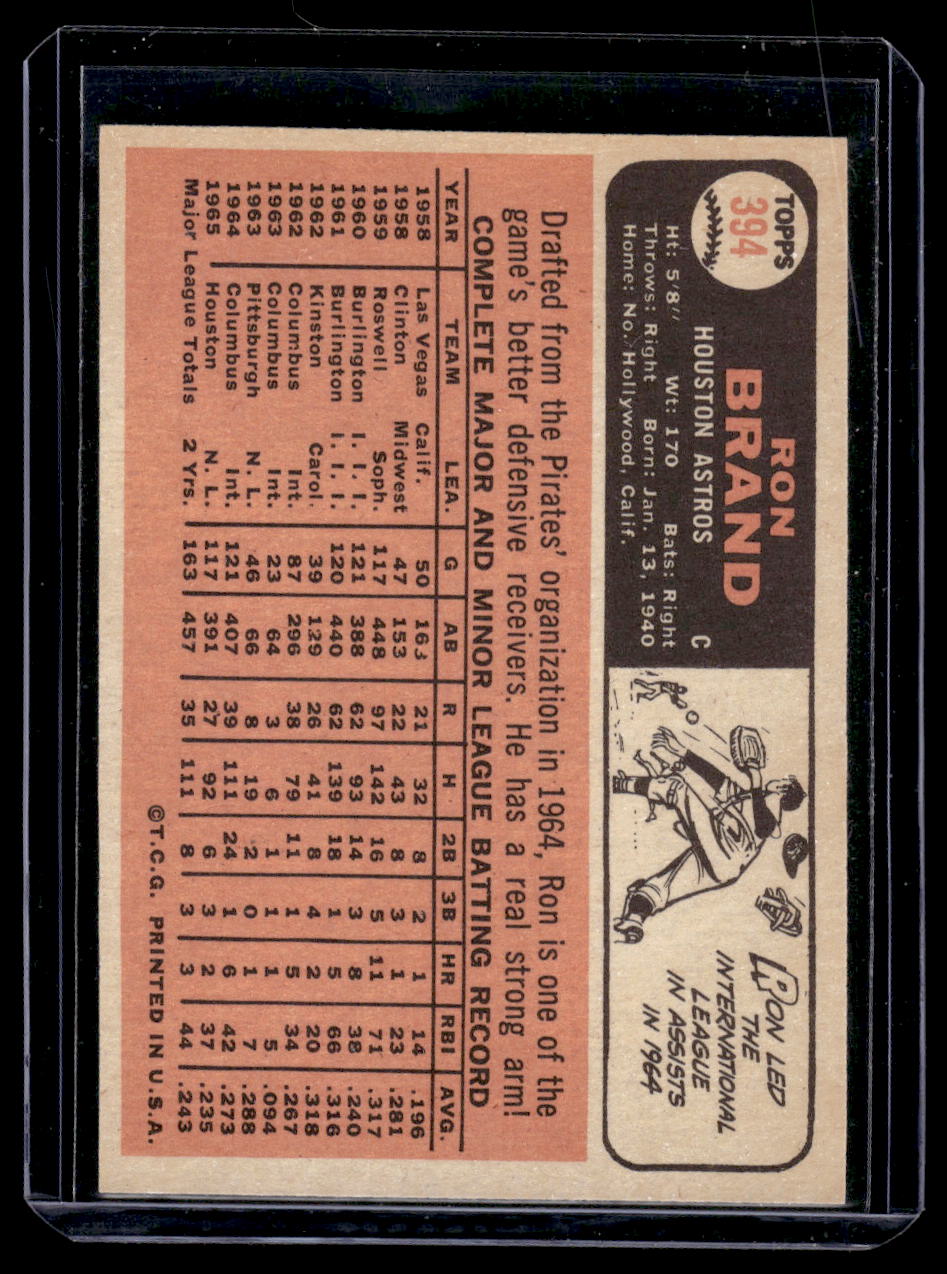 TOPPS
394
RON
BRAND
HOUSTON ASTROS C
Ht: 5'8" Wt: 170 Bats: Right
Throws: Right Born: Jan. 13, 1940
Home: No. Hollywood, Calif.
RON LED
THE
INTERNATIONAL
LEAGUE
IN ASSISTS
IN 1964
Drafted from the Pirates' organization in 1964, Ron is one of the
game's better defensive receivers. He has a real strong arm!
COMPLETE MAJOR AND MINOR LEAGUE BATTING RECORD
YEAR TEAM LEA. G AB R H 2B 3B HR RBI AVG.
1958 Las Vegas Calif. 50 163 21 32 8 2 1 14 .196
1958 Clinton Midwest 47 153 22 43 8 3 1 23 .281
1959 Roswell Soph. 117 448 97 142 16 5 11 71 .317
1960 Burlington I. I. I. 121 388 62 93 14 3 8 38 .240
1961 Burlington I. I. I. 120 440 62 139 18 1 5 66 .316
1962 Kinston Carol. 39 129 26 41 8 4 2 20 .318
1962 Columbus Int. 87 296 38 79 11 1 5 34 .267
1963 Columbus Int. 23 64 3 6 1 1 1 5 .094
1963 Pittsburgh N. L. 46 66 8 19 2 0 1 7 .288
1964 Columbus Int. 121 407 39 111 24 1 6 42 .273
1965 Houston N. L. 117 391 27 92 6 3 2 37 .235
Major League Totals 2 Yrs. 163 457 35 111 8 3 3 44 .243
©T.C.G. PRINTED IN U.S.A.